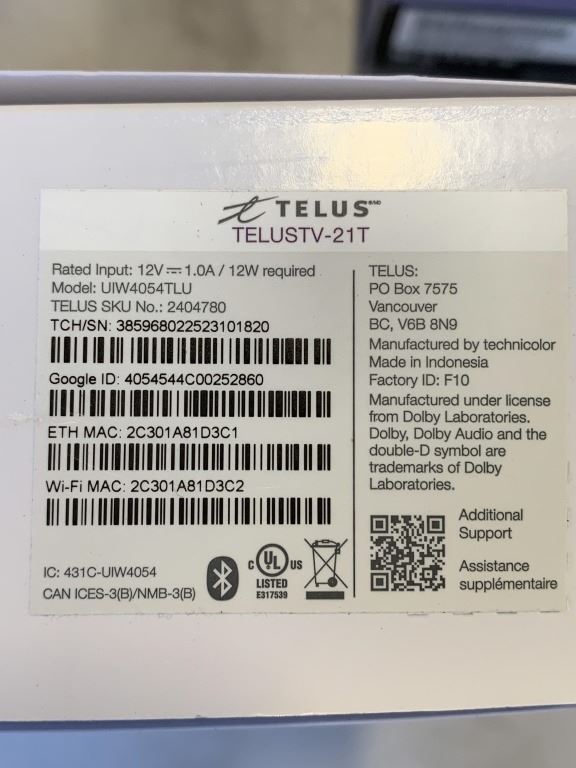 TELUS
TELUSTV-21T
Rated Input: 12V⎓1.0A / 12W required
Model: UIW4054TLU
TELUS SKU No.: 2404780
TCH/SN: 385968022523101820
Google ID: 4054544C00252860
ETH MAC: 2C301A81D3C1
Wi-Fi MAC: 2C301A81D3C2
IC: 431C-UIW4054
CAN ICES-3(B)/NMB-3(B)
C UL US
LISTED
E317539
TELUS:
PO Box 7575
Vancouver
BC, V6B 8N9
Manufactured by technicolor
Made in Indonesia
Factory ID: F10
Manufactured under license
from Dolby Laboratories.
Dolby, Dolby Audio and the
double-D symbol are
trademarks of Dolby
Laboratories.
Additional
Support
Assistance
supplémentaire